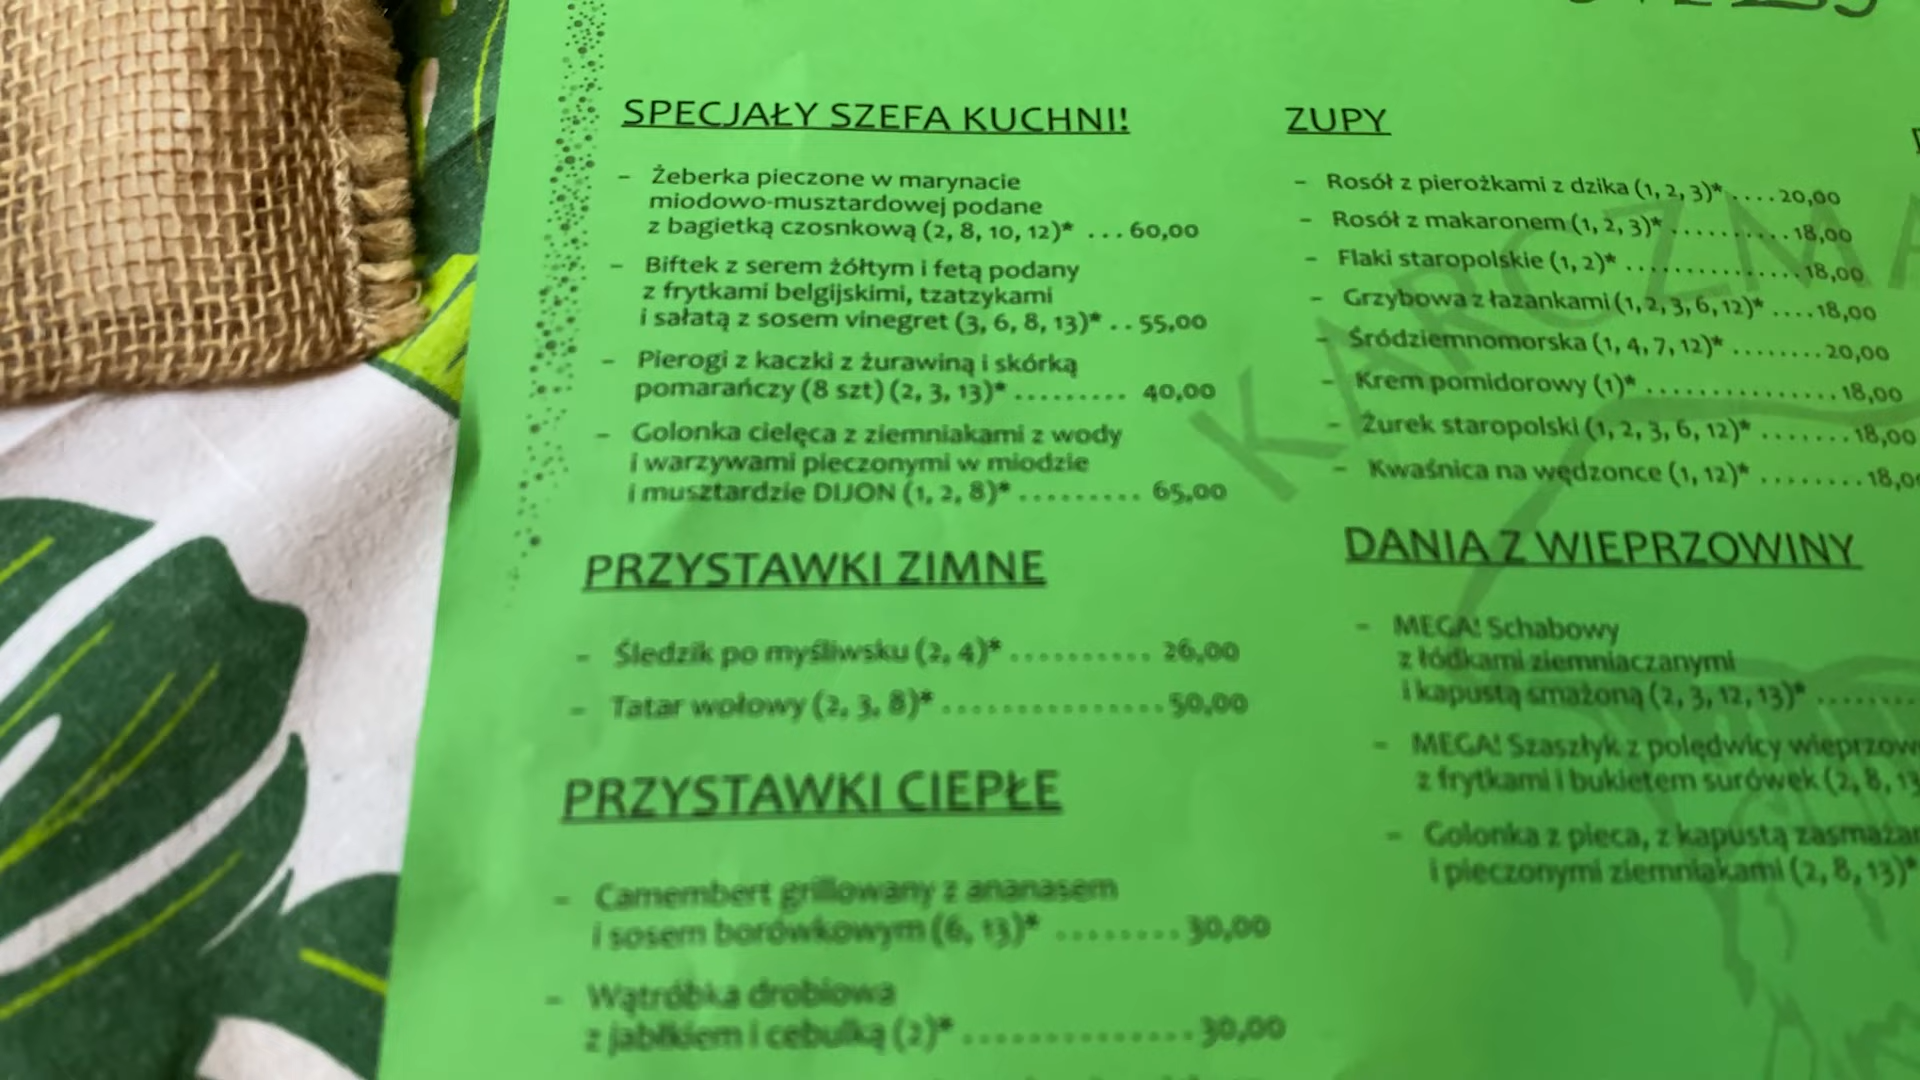 SPECJAŁY SZEFA KUCHNI!
– Żeberka pieczone w marynacie
miodowo-musztardowej podane
z bagietką czosnkową (2, 8, 10, 12)* ... 60,00
– Biftek z serem żółtym i fetą podany
z frytkami belgijskimi, tzatzykami
i sałatą z sosem vinegret (3, 6, 8, 13)* .. 55,00
– Pierogi z kaczki z żurawiną i skórką
pomarańczy (8 szt) (2, 3, 13)* ......... 40,00
– Golonka cielęca z ziemniakami z wody
i warzywami pieczonymi w miodzie
i musztardzie DIJON (1, 2, 8)* ......... 65,00
PRZYSTAWKI ZIMNE
– Śledzik po myśliwsku (2, 4)* .......... 26,00
– Tatar wołowy (2, 3, 8)* ............... 50,00
PRZYSTAWKI CIEPŁE
– Camembert grillowany z ananasem
i sosem borówkowym (6, 13)* ........ 30,00
– Wątróbka drobiowa
z jabłkiem i cebulką (2)* .............. 30,00
ZUPY
– Rosół z pierożkami z dzika (1, 2, 3)* .... 20,00
– Rosół z makaronem (1, 2, 3)* .......... 18,00
– Flaki staropolskie (1, 2)* ............... 18,00
– Grzybowa z łazankami (1, 2, 3, 6, 12)* .... 18,00
– Śródziemnomorska (1, 4, 7, 12)* ........ 20,00
– Krem pomidorowy (1)* .............. 18,00
– Żurek staropolski (1, 2, 3, 6, 12)* ....... 18,00
– Kwaśnica na wędzonce (1, 12)* ........ 18,0
DANIA Z WIEPRZOWINY
– MEGA! Schabowy
z łódkami ziemniaczanymi
i kapustą smażoną (2, 3, 12, 13)* ........
– MEGA! Szaszłyk z polędwicy wieprzow
z frytkami i bukietem surówek (2, 8, 13
– Golonka z pieca, z kapustą zasmaża
i pieczonymi ziemniakami (2, 8, 13)*
KARCZMA